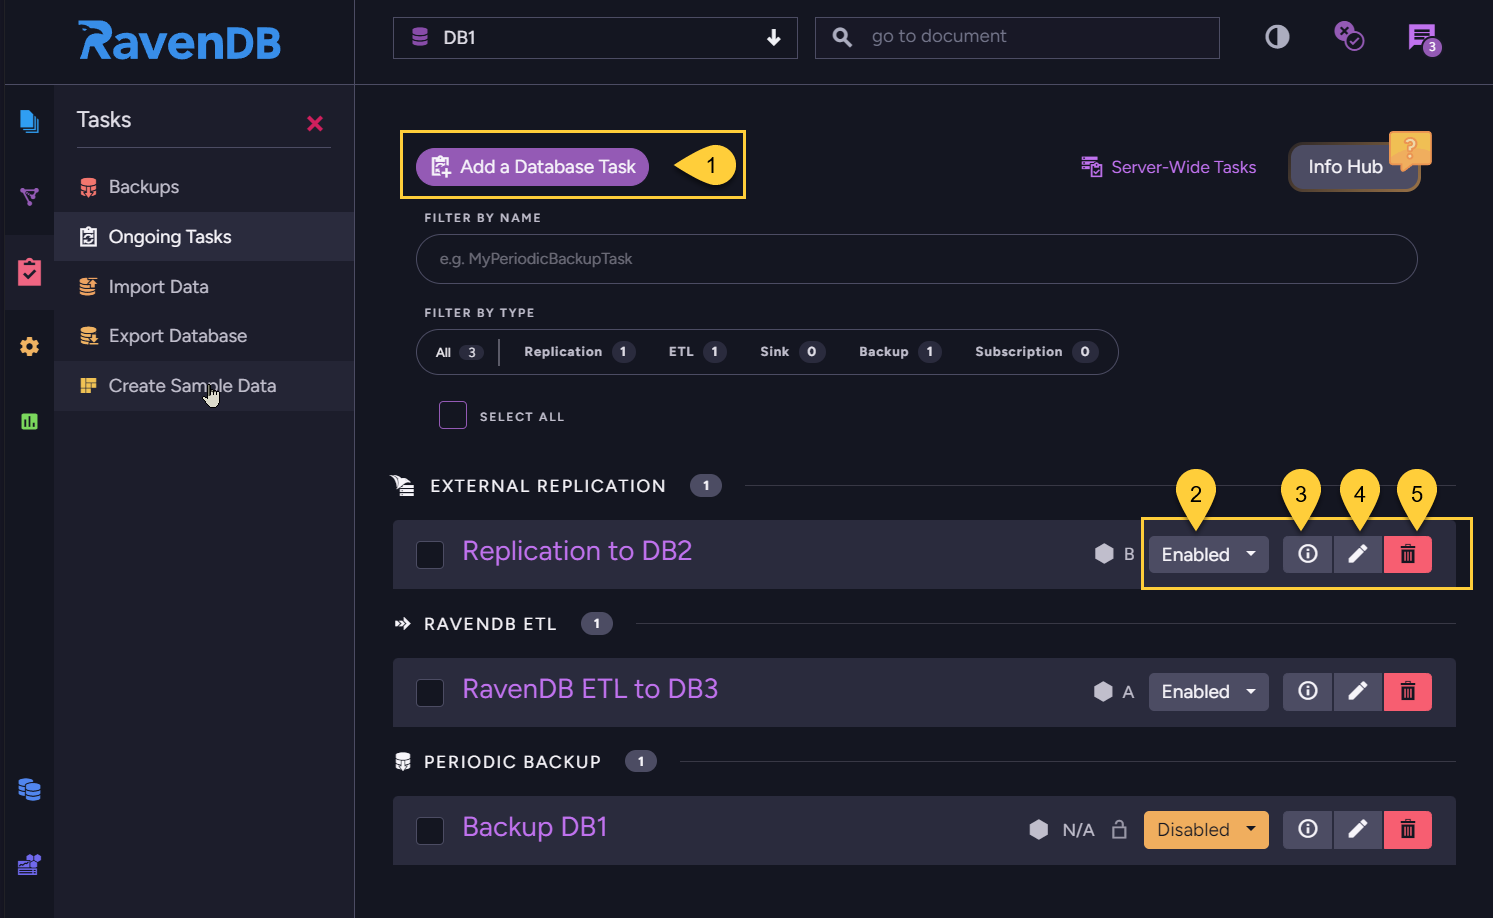 RavenDB
DB1
go to document
3
Tasks
Backups
Ongoing Tasks
Import Data
Export Database
Create Sample Data
Add a Database Task
1
Server-Wide Tasks
Info Hub
?
FILTER BY NAME
e.g. MyPeriodicBackupTask
FILTER BY TYPE
All 3 Replication 1 ETL 1 Sink 0 Backup 1 Subscription 0
SELECT ALL
EXTERNAL REPLICATION 1
2 3 4 5
Replication to DB2 B Enabled
RAVENDB ETL 1
RavenDB ETL to DB3 A Enabled
PERIODIC BACKUP 1
Backup DB1 N/A Disabled